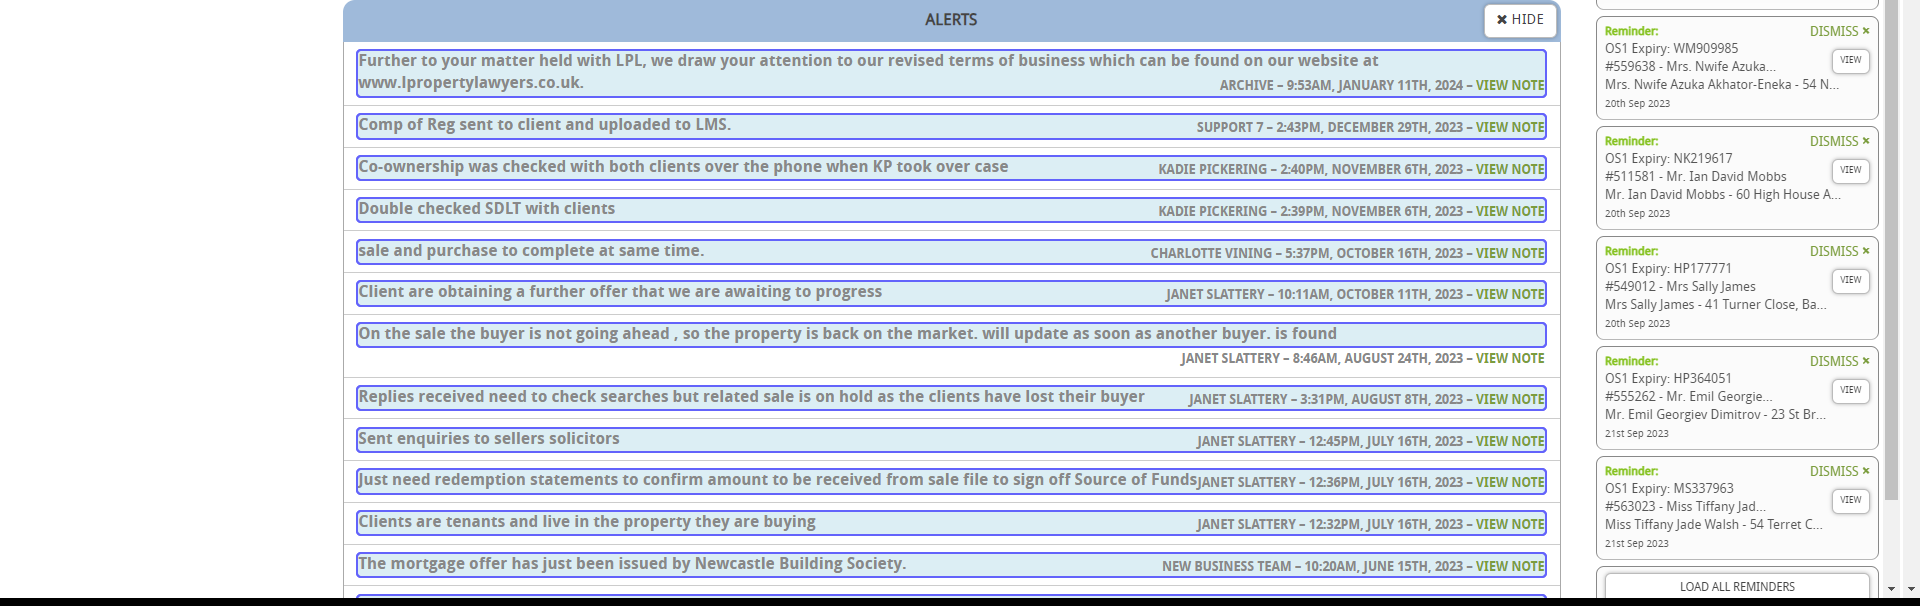 ALERTS
✖ HIDE
Further to your matter held with LPL, we draw your attention to our revised terms of business which can be found on our website at
www.lpropertylawyers.co.uk.
ARCHIVE – 9:53AM, JANUARY 11TH, 2024 – VIEW NOTE
Comp of Reg sent to client and uploaded to LMS.
SUPPORT 7 – 2:43PM, DECEMBER 29TH, 2023 – VIEW NOTE
Co-ownership was checked with both clients over the phone when KP took over case
KADIE PICKERING – 2:40PM, NOVEMBER 6TH, 2023 – VIEW NOTE
Double checked SDLT with clients
KADIE PICKERING – 2:39PM, NOVEMBER 6TH, 2023 – VIEW NOTE
sale and purchase to complete at same time.
CHARLOTTE VINING – 5:37PM, OCTOBER 16TH, 2023 – VIEW NOTE
Client are obtaining a further offer that we are awaiting to progress
JANET SLATTERY – 10:11AM, OCTOBER 11TH, 2023 – VIEW NOTE
On the sale the buyer is not going ahead , so the property is back on the market. will update as soon as another buyer. is found
JANET SLATTERY – 8:46AM, AUGUST 24TH, 2023 – VIEW NOTE
Replies received need to check searches but related sale is on hold as the clients have lost their buyer
JANET SLATTERY – 3:31PM, AUGUST 8TH, 2023 – VIEW NOTE
Sent enquiries to sellers solicitors
JANET SLATTERY – 12:45PM, JULY 16TH, 2023 – VIEW NOTE
Just need redemption statements to confirm amount to be received from sale file to sign off Source of Funds
JANET SLATTERY – 12:36PM, JULY 16TH, 2023 – VIEW NOTE
Clients are tenants and live in the property they are buying
JANET SLATTERY – 12:32PM, JULY 16TH, 2023 – VIEW NOTE
The mortgage offer has just been issued by Newcastle Building Society.
NEW BUSINESS TEAM – 10:20AM, JUNE 15TH, 2023 – VIEW NOTE
Reminder:
DISMISS ×
OS1 Expiry: WM909985
VIEW
#559638 - Mrs. Nwife Azuka...
Mrs. Nwife Azuka Akhator-Eneka - 54 N...
20th Sep 2023
Reminder:
DISMISS ×
OS1 Expiry: NK219617
VIEW
#511581 - Mr. Ian David Mobbs
Mr. Ian David Mobbs - 60 High House A...
20th Sep 2023
Reminder:
DISMISS ×
OS1 Expiry: HP177771
VIEW
#549012 - Mrs Sally James
Mrs Sally James - 41 Turner Close, Ba...
20th Sep 2023
Reminder:
DISMISS ×
OS1 Expiry: HP364051
VIEW
#555262 - Mr. Emil Georgie...
Mr. Emil Georgiev Dimitrov - 23 St Br...
21st Sep 2023
Reminder:
DISMISS ×
OS1 Expiry: MS337963
VIEW
#563023 - Miss Tiffany Jad...
Miss Tiffany Jade Walsh - 54 Terret C...
21st Sep 2023
LOAD ALL REMINDERS